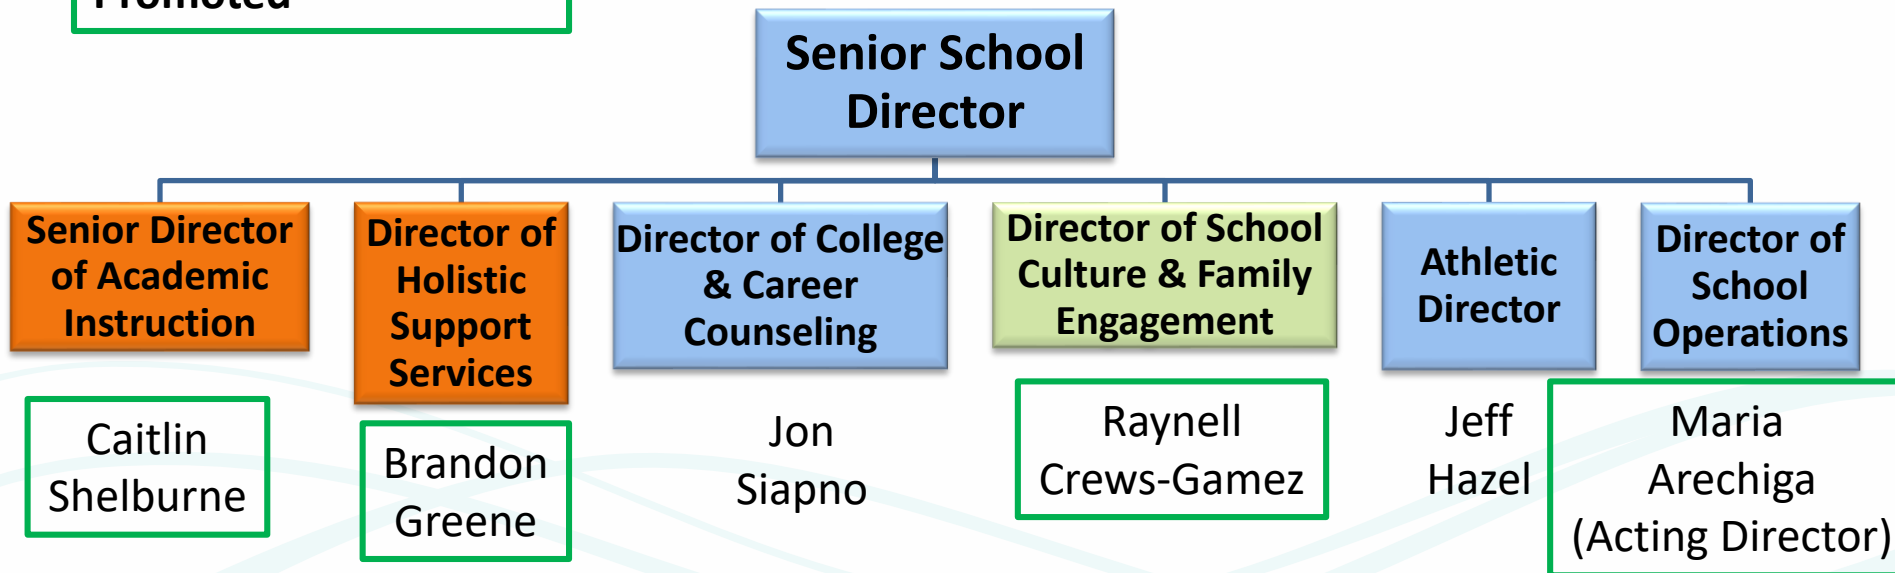 Promoted
Senior School
Director
Senior Director
of Academic
Instruction
Director of
Holistic
Support
Services
Director of College
& Career
Counseling
Director of School
Culture & Family
Engagement
Athletic
Director
Director of
School
Operations
Caitlin
Shelburne
Brandon
Greene
Jon
Siapno
Raynell
Crews-Gamez
Jeff
Hazel
Maria
Arechiga
(Acting Director)